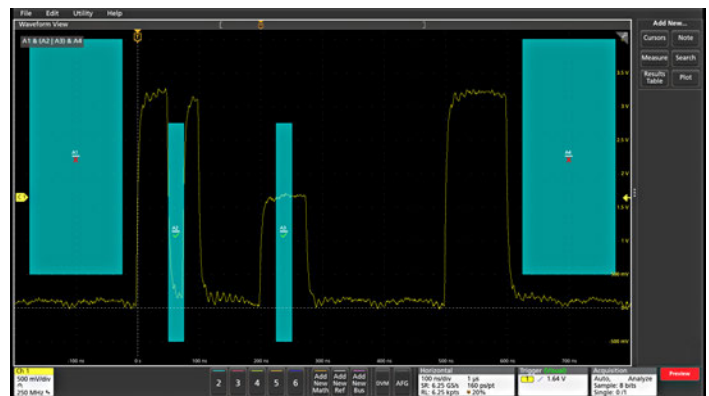 File Edit Utility Help
Waveform View
Add New...
A1 & (A2 | A3) & A4
Cursors Note
Measure Search
Results Table Plot
3.5 V
3 V
2.5 V
2 V
1.5 V
1 V
500 mV
0 V
-500 mV
A1
A2
A3
A4
C1
-100 ns 0 s 100 ns 200 ns 300 ns 400 ns 500 ns 600 ns 700 ns
Ch 1
500 mV/div
250 MHz
2 3 4 5 6
Add New Math
Add New Ref
Add New Bus
DVM AFG
Horizontal
100 ns/div 1 µs
SR: 6.25 GS/s 160 ps/pt
RL: 6.25 kpts 20%
Trigger
1 1.64 V
Acquisition
Auto, Analyze
Sample: 8 bits
Single: 0 /1
Preview